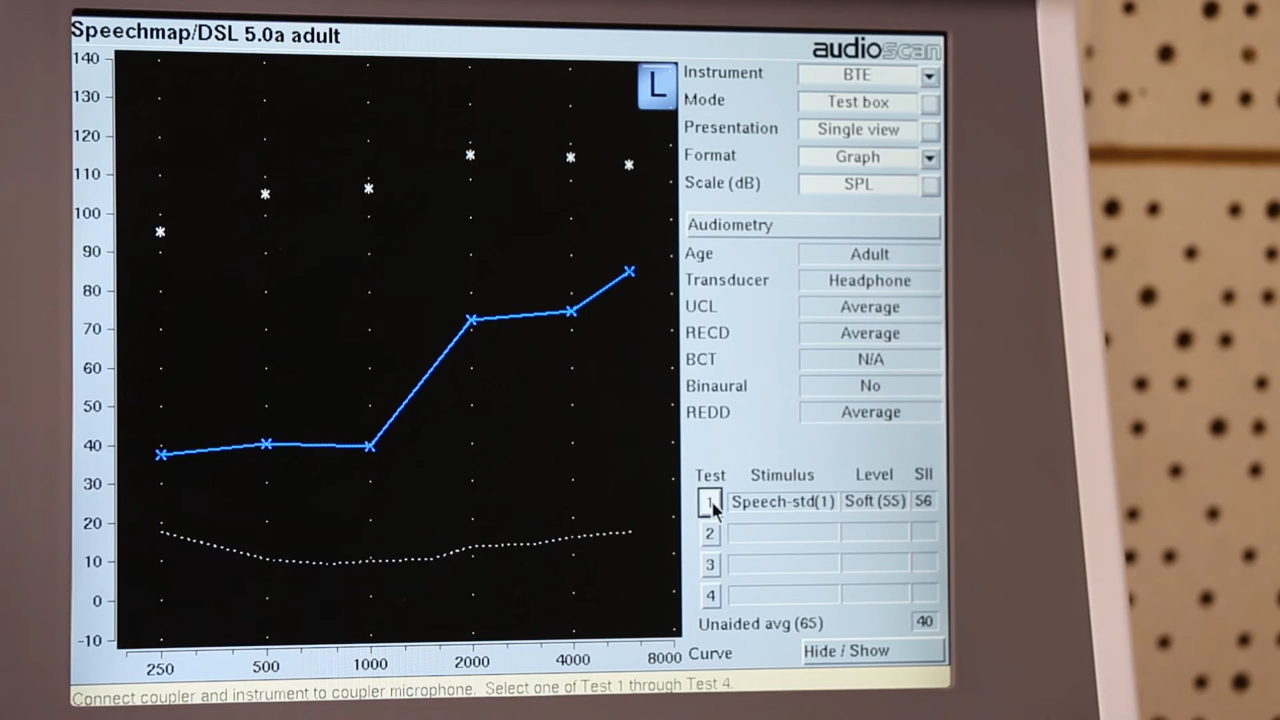 Speechmap/DSL 5.0a adult
audioscan
L
140
130
120
110
100
90
80
70
60
50
40
30
20
10
0
-10
250 500 1000 2000 4000 8000
Instrument BTE
Mode Test box
Presentation Single view
Format Graph
Scale (dB) SPL
Audiometry
Age Adult
Transducer Headphone
UCL Average
RECD Average
BCT N/A
Binaural No
REDD Average
Test Stimulus Level SII
1 Speech-std(1) Soft (55) 56
2
3
4
Unaided avg (65) 40
Curve Hide / Show
Connect coupler and instrument to coupler microphone. Select one of Test 1 through Test 4.